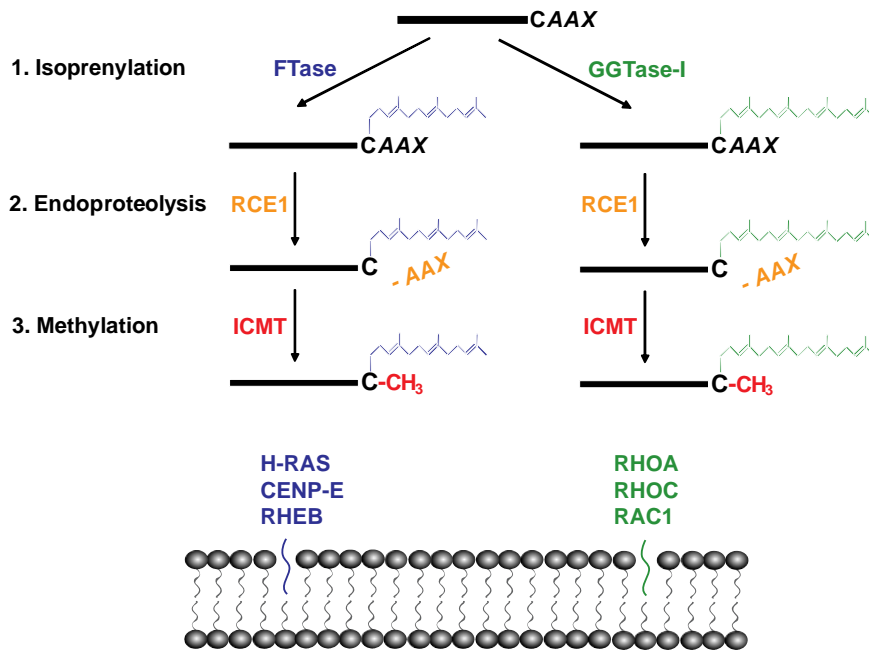 CAAX
1. Isoprenylation FTase GGTase-I
CAAX CAAX
2. Endoproteolysis RCE1 RCE1
C - AAX C - AAX
3. Methylation ICMT ICMT
C-CH₃ C-CH₃
H-RAS RHOA
CENP-E RHOC
RHEB RAC1